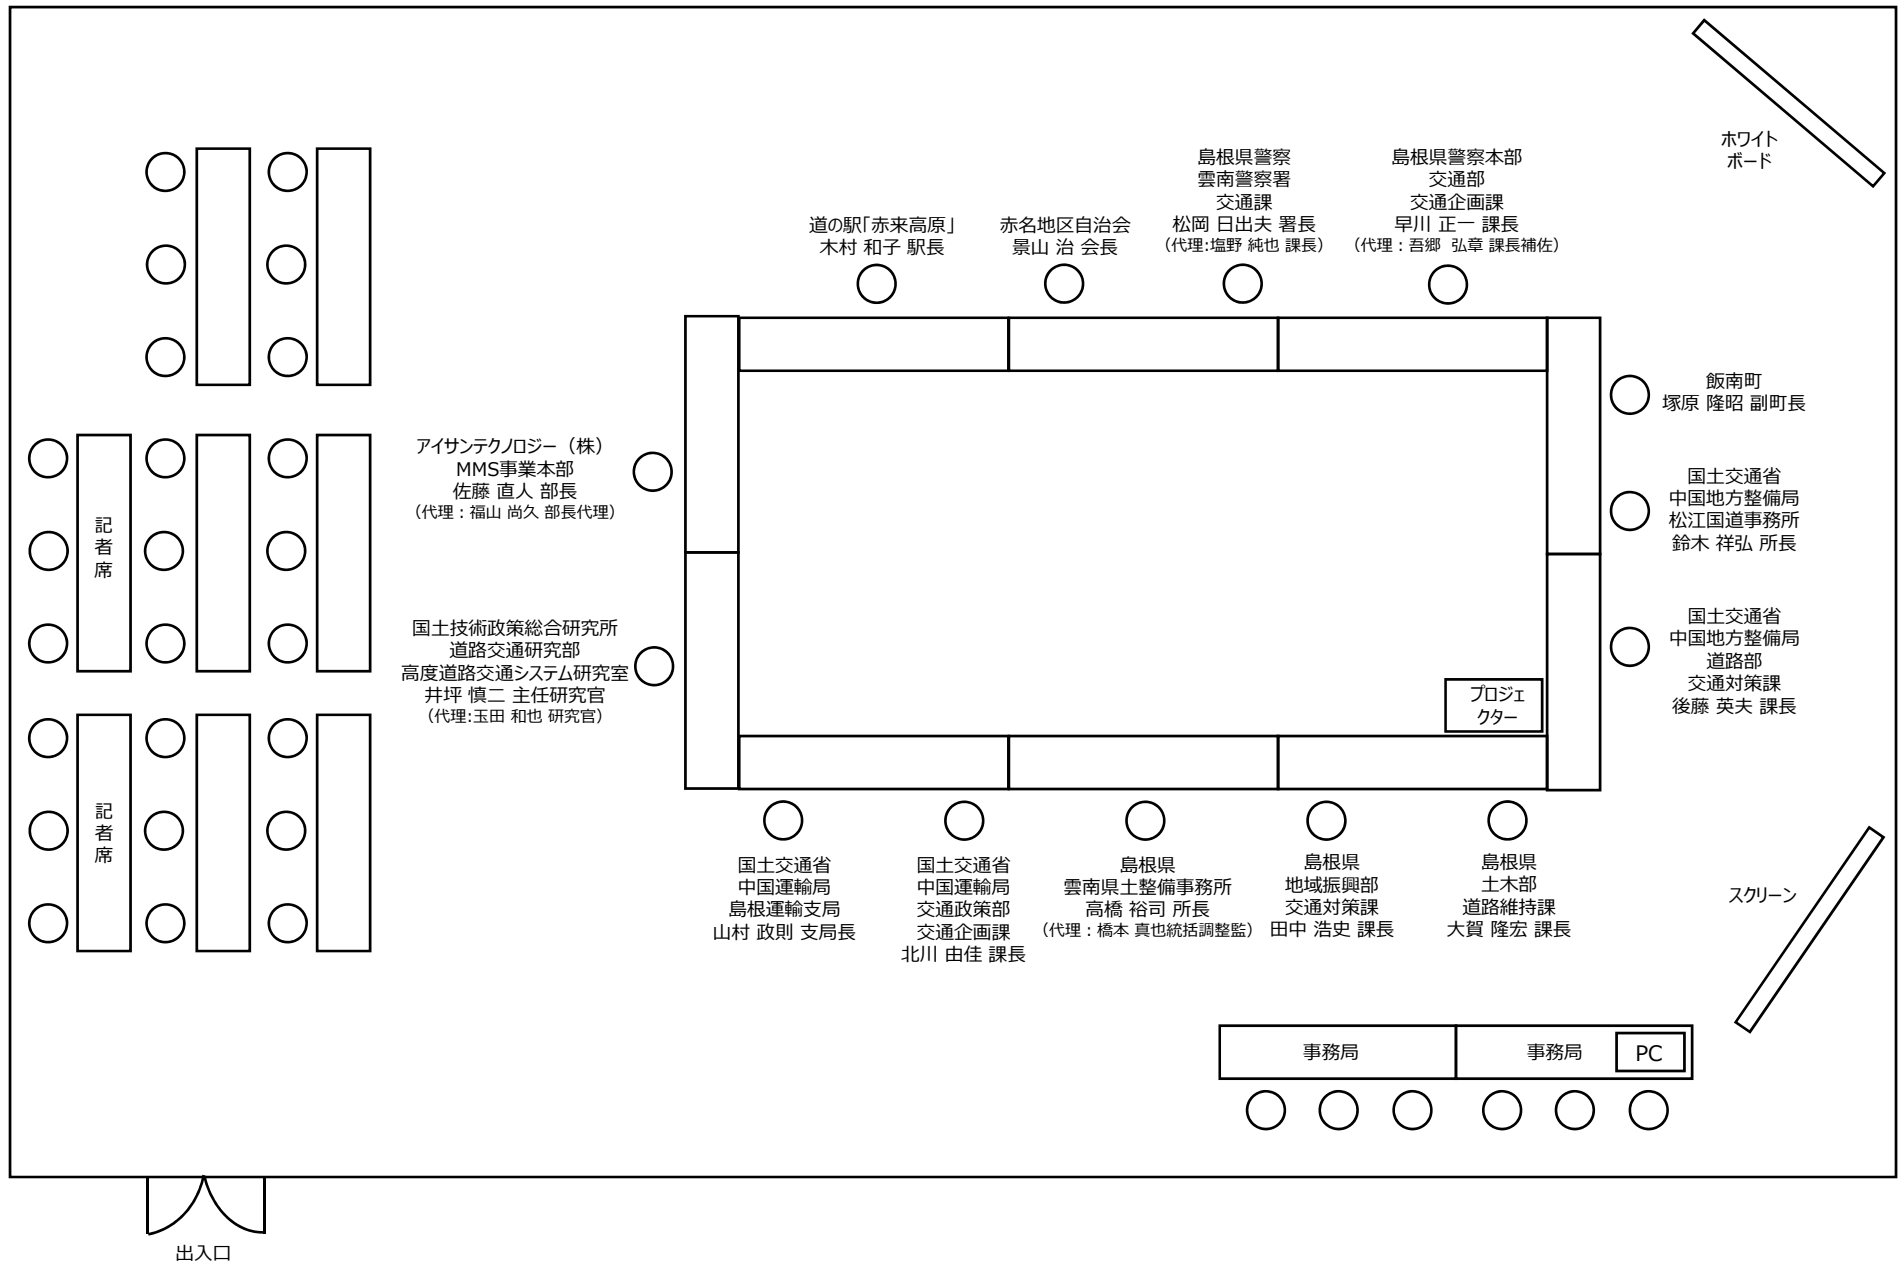 ホワイト
ボード
島根県警察
雲南警察署
交通課
松岡 日出夫 署長
（代理:塩野 純也 課長）
島根県警察本部
交通部
交通企画課
早川 正一 課長
（代理：吾郷 弘章 課長補佐）
道の駅「赤来高原」
木村 和子 駅長
赤名地区自治会
景山 治 会長
飯南町
塚原 隆昭 副町長
アイサンテクノロジー（株）
MMS事業本部
佐藤 直人 部長
（代理：福山 尚久 部長代理）
国土交通省
中国地方整備局
松江国道事務所
鈴木 祥弘 所長
記者席
国土技術政策総合研究所
道路交通研究部
高度道路交通システム研究室
井坪 慎二 主任研究官
（代理:玉田 和也 研究官）
国土交通省
中国地方整備局
道路部
交通対策課
後藤 英夫 課長
プロジェ
クター
記者席
国土交通省
中国運輸局
島根運輸支局
山村 政則 支局長
国土交通省
中国運輸局
交通政策部
交通企画課
北川 由佳 課長
島根県
雲南県土整備事務所
高橋 裕司 所長
（代理：橋本 真也統括調整監）
島根県
地域振興部
交通対策課
田中 浩史 課長
島根県
土木部
道路維持課
大賀 隆宏 課長
スクリーン
事務局
事務局
PC
出入口